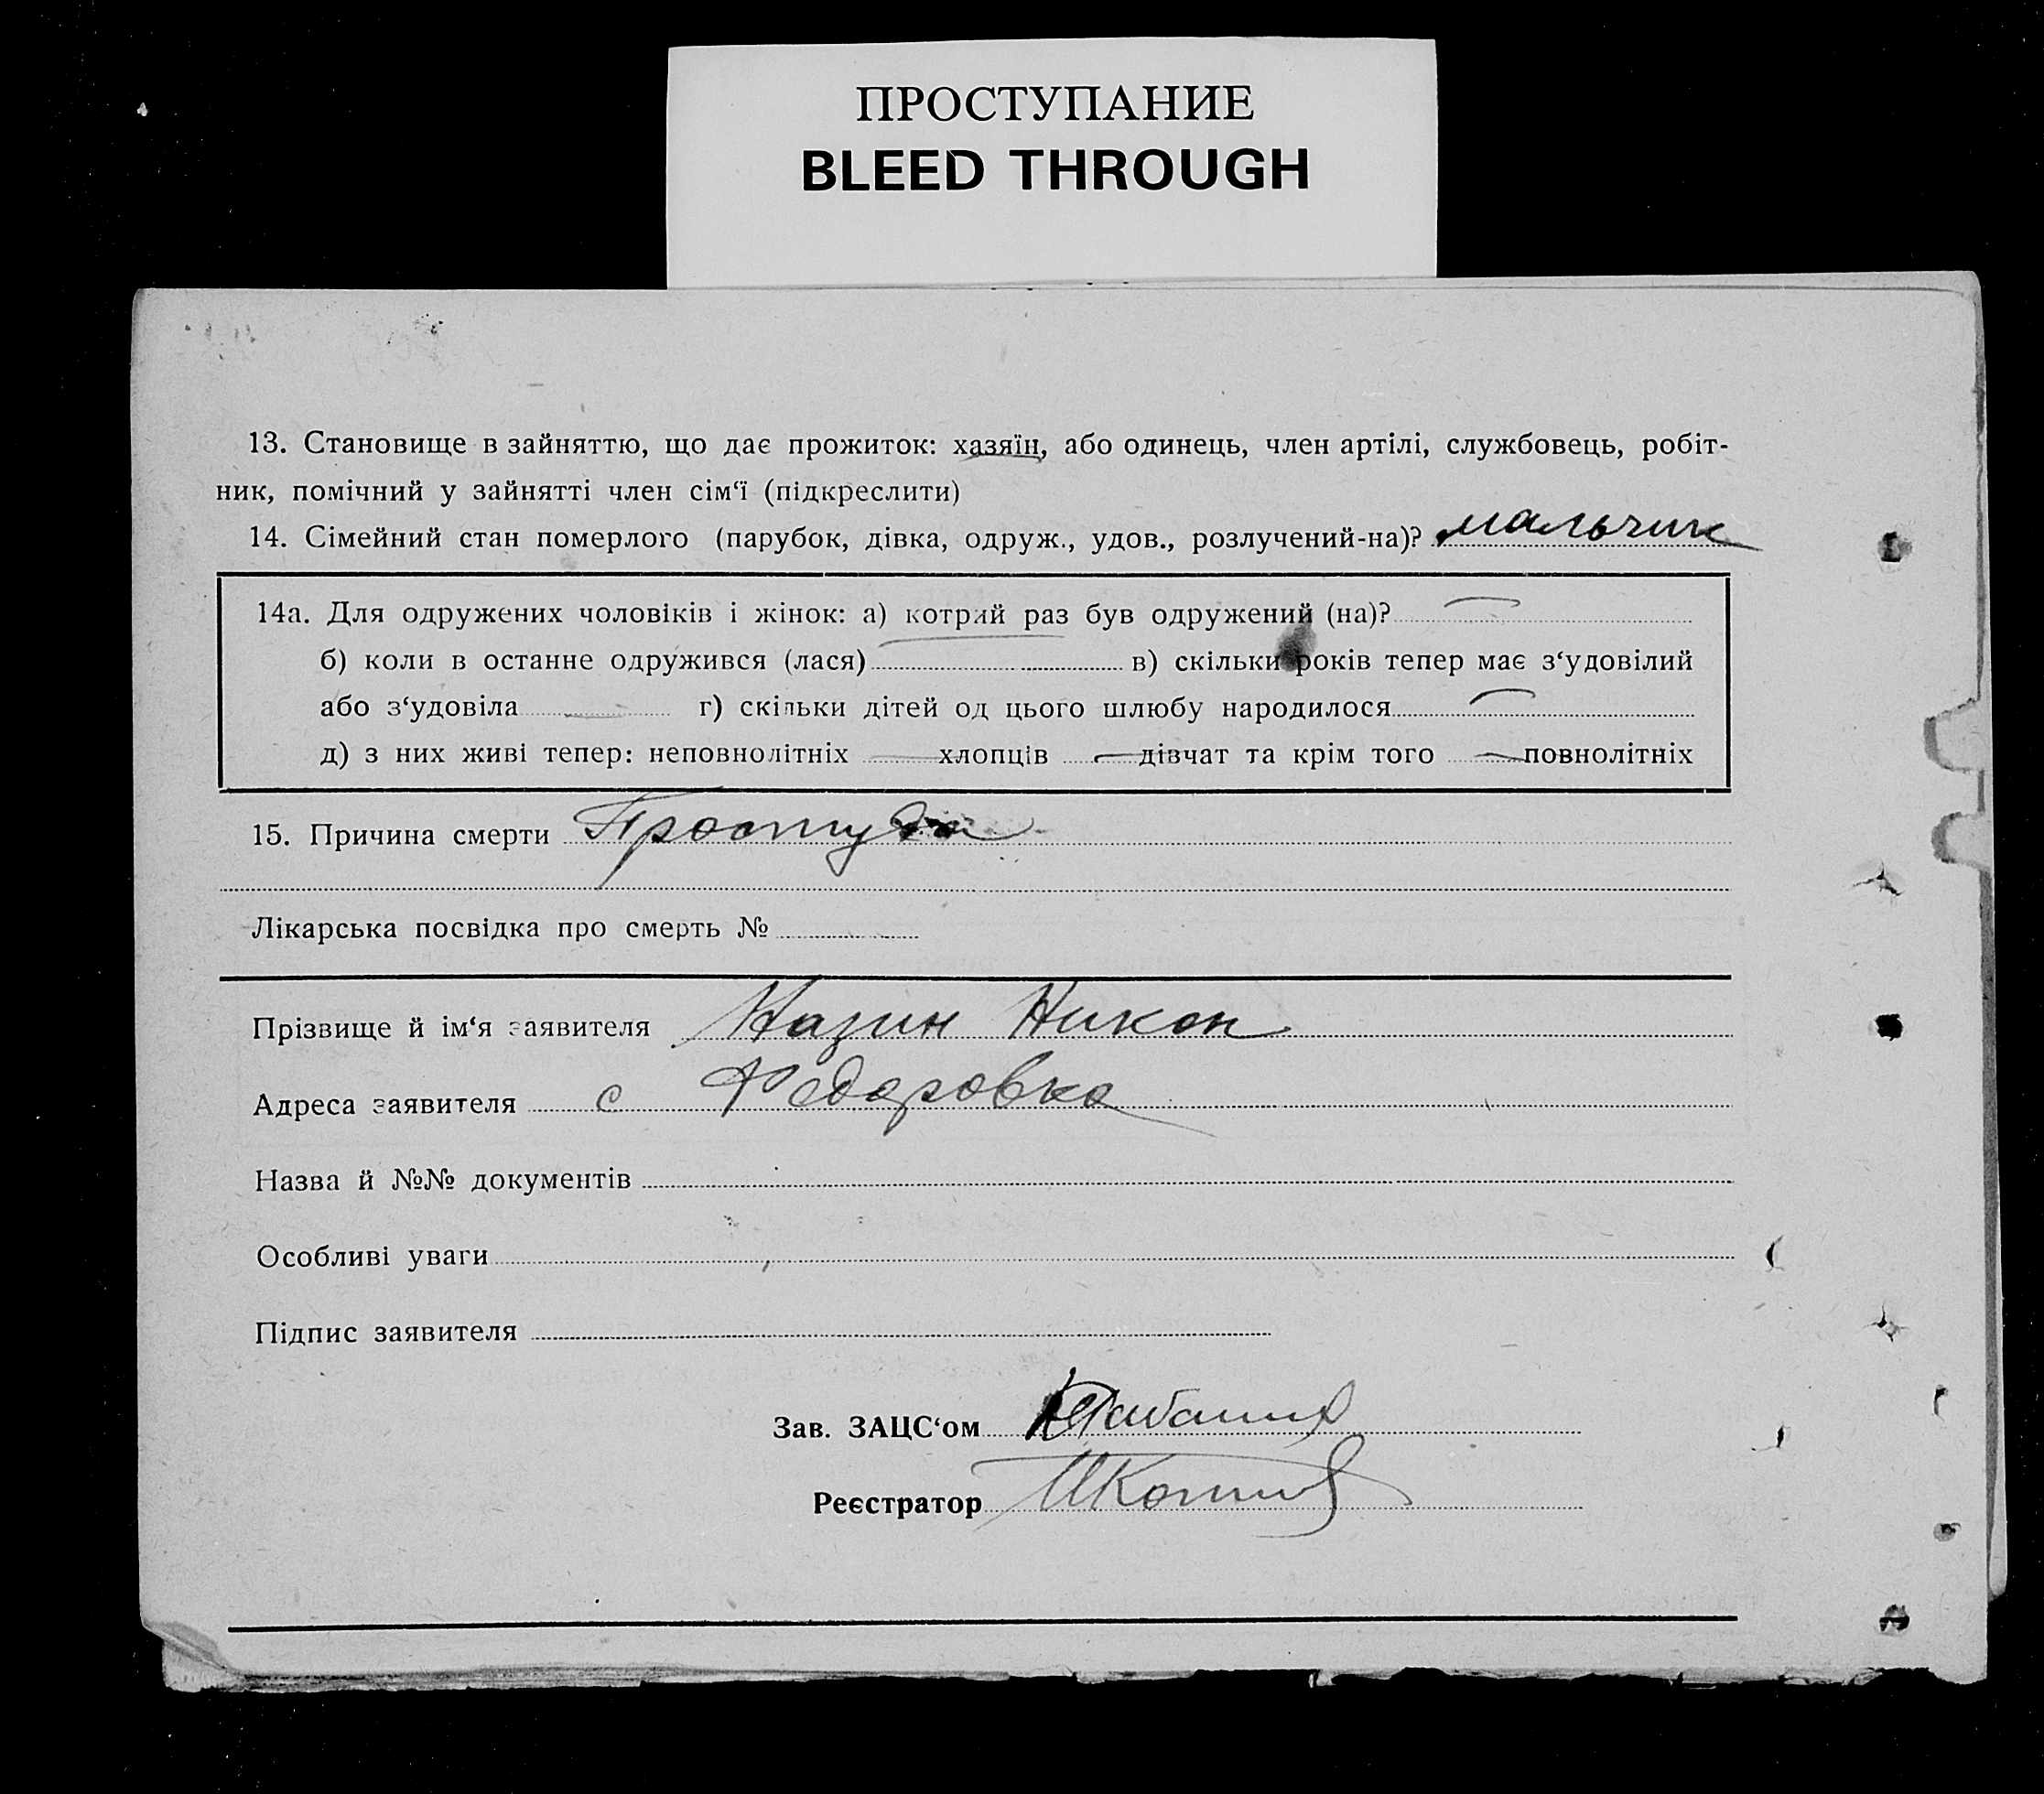 ПРОСТУПАНИЕ
BLEED THROUGH
13. Становище в зайняттю, що дає прожиток: хазяїн, або одинець, член артілі, службовець, робіт-
ник, помічний у зайнятті член сім‘ї (підкреслити)
14. Сімейний стан померлого (парубок, дівка, одруж., удов., розлучений-на)? мальчик
14а. Для одружених чоловіків і жінок: а) котрий раз був одружений (на)?
б) коли в останне одружився (лася) в) скільки років тепер має з‘удовілий
або з‘удовіла г) скільки дітей од цього шлюбу народилося
д) з них живі тепер: неповнолітніх хлопців дівчат та крім того повнолітніх
15. Причина смерти Простуда
Лікарська посвідка про смерть №
Прізвище й ім‘я заявителя Никон
Адреса заявителя с Федоровка
Назва й №№ документів
Особливі уваги
Підпис заявителя
Зав. ЗАЦС‘ом
Реєстратор